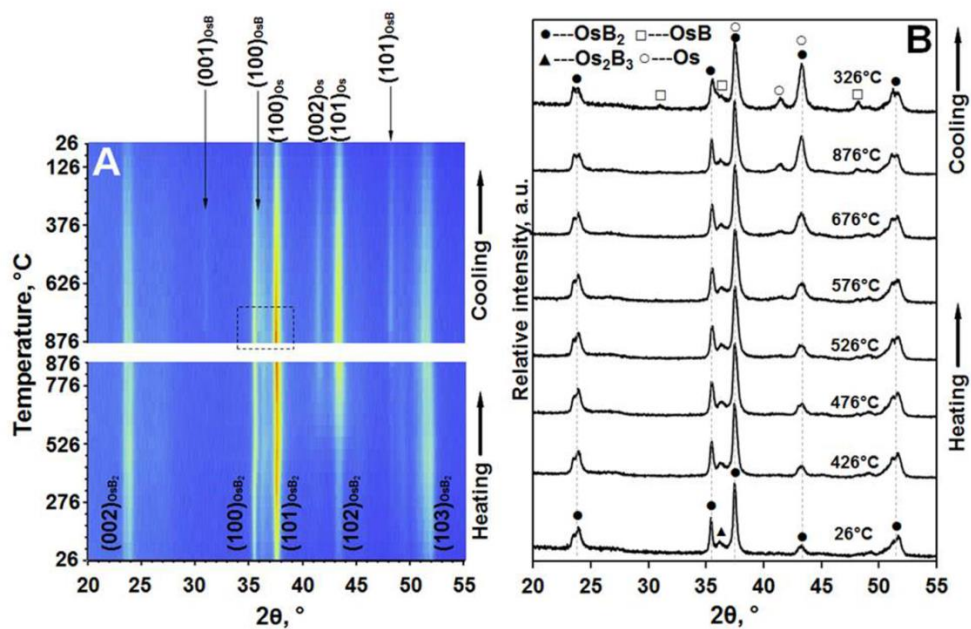 A
(001)OsB
(100)OsB
(100)Os
(002)Os
(101)Os
(101)OsB
26
126
376
626
876
876
776
526
276
26
Temperature, °C
Cooling
Heating
(002)OsB₂
(100)OsB₂
(101)OsB₂
(102)OsB₂
(103)OsB₂
20 25 30 35 40 45 50 55
2θ, °
B
●---OsB₂ □---OsB
▲---Os₂B₃ ○---Os
326°C
876°C
676°C
576°C
526°C
476°C
426°C
26°C
Relative intensity, a.u.
Cooling
Heating
20 25 30 35 40 45 50 55
2θ, °